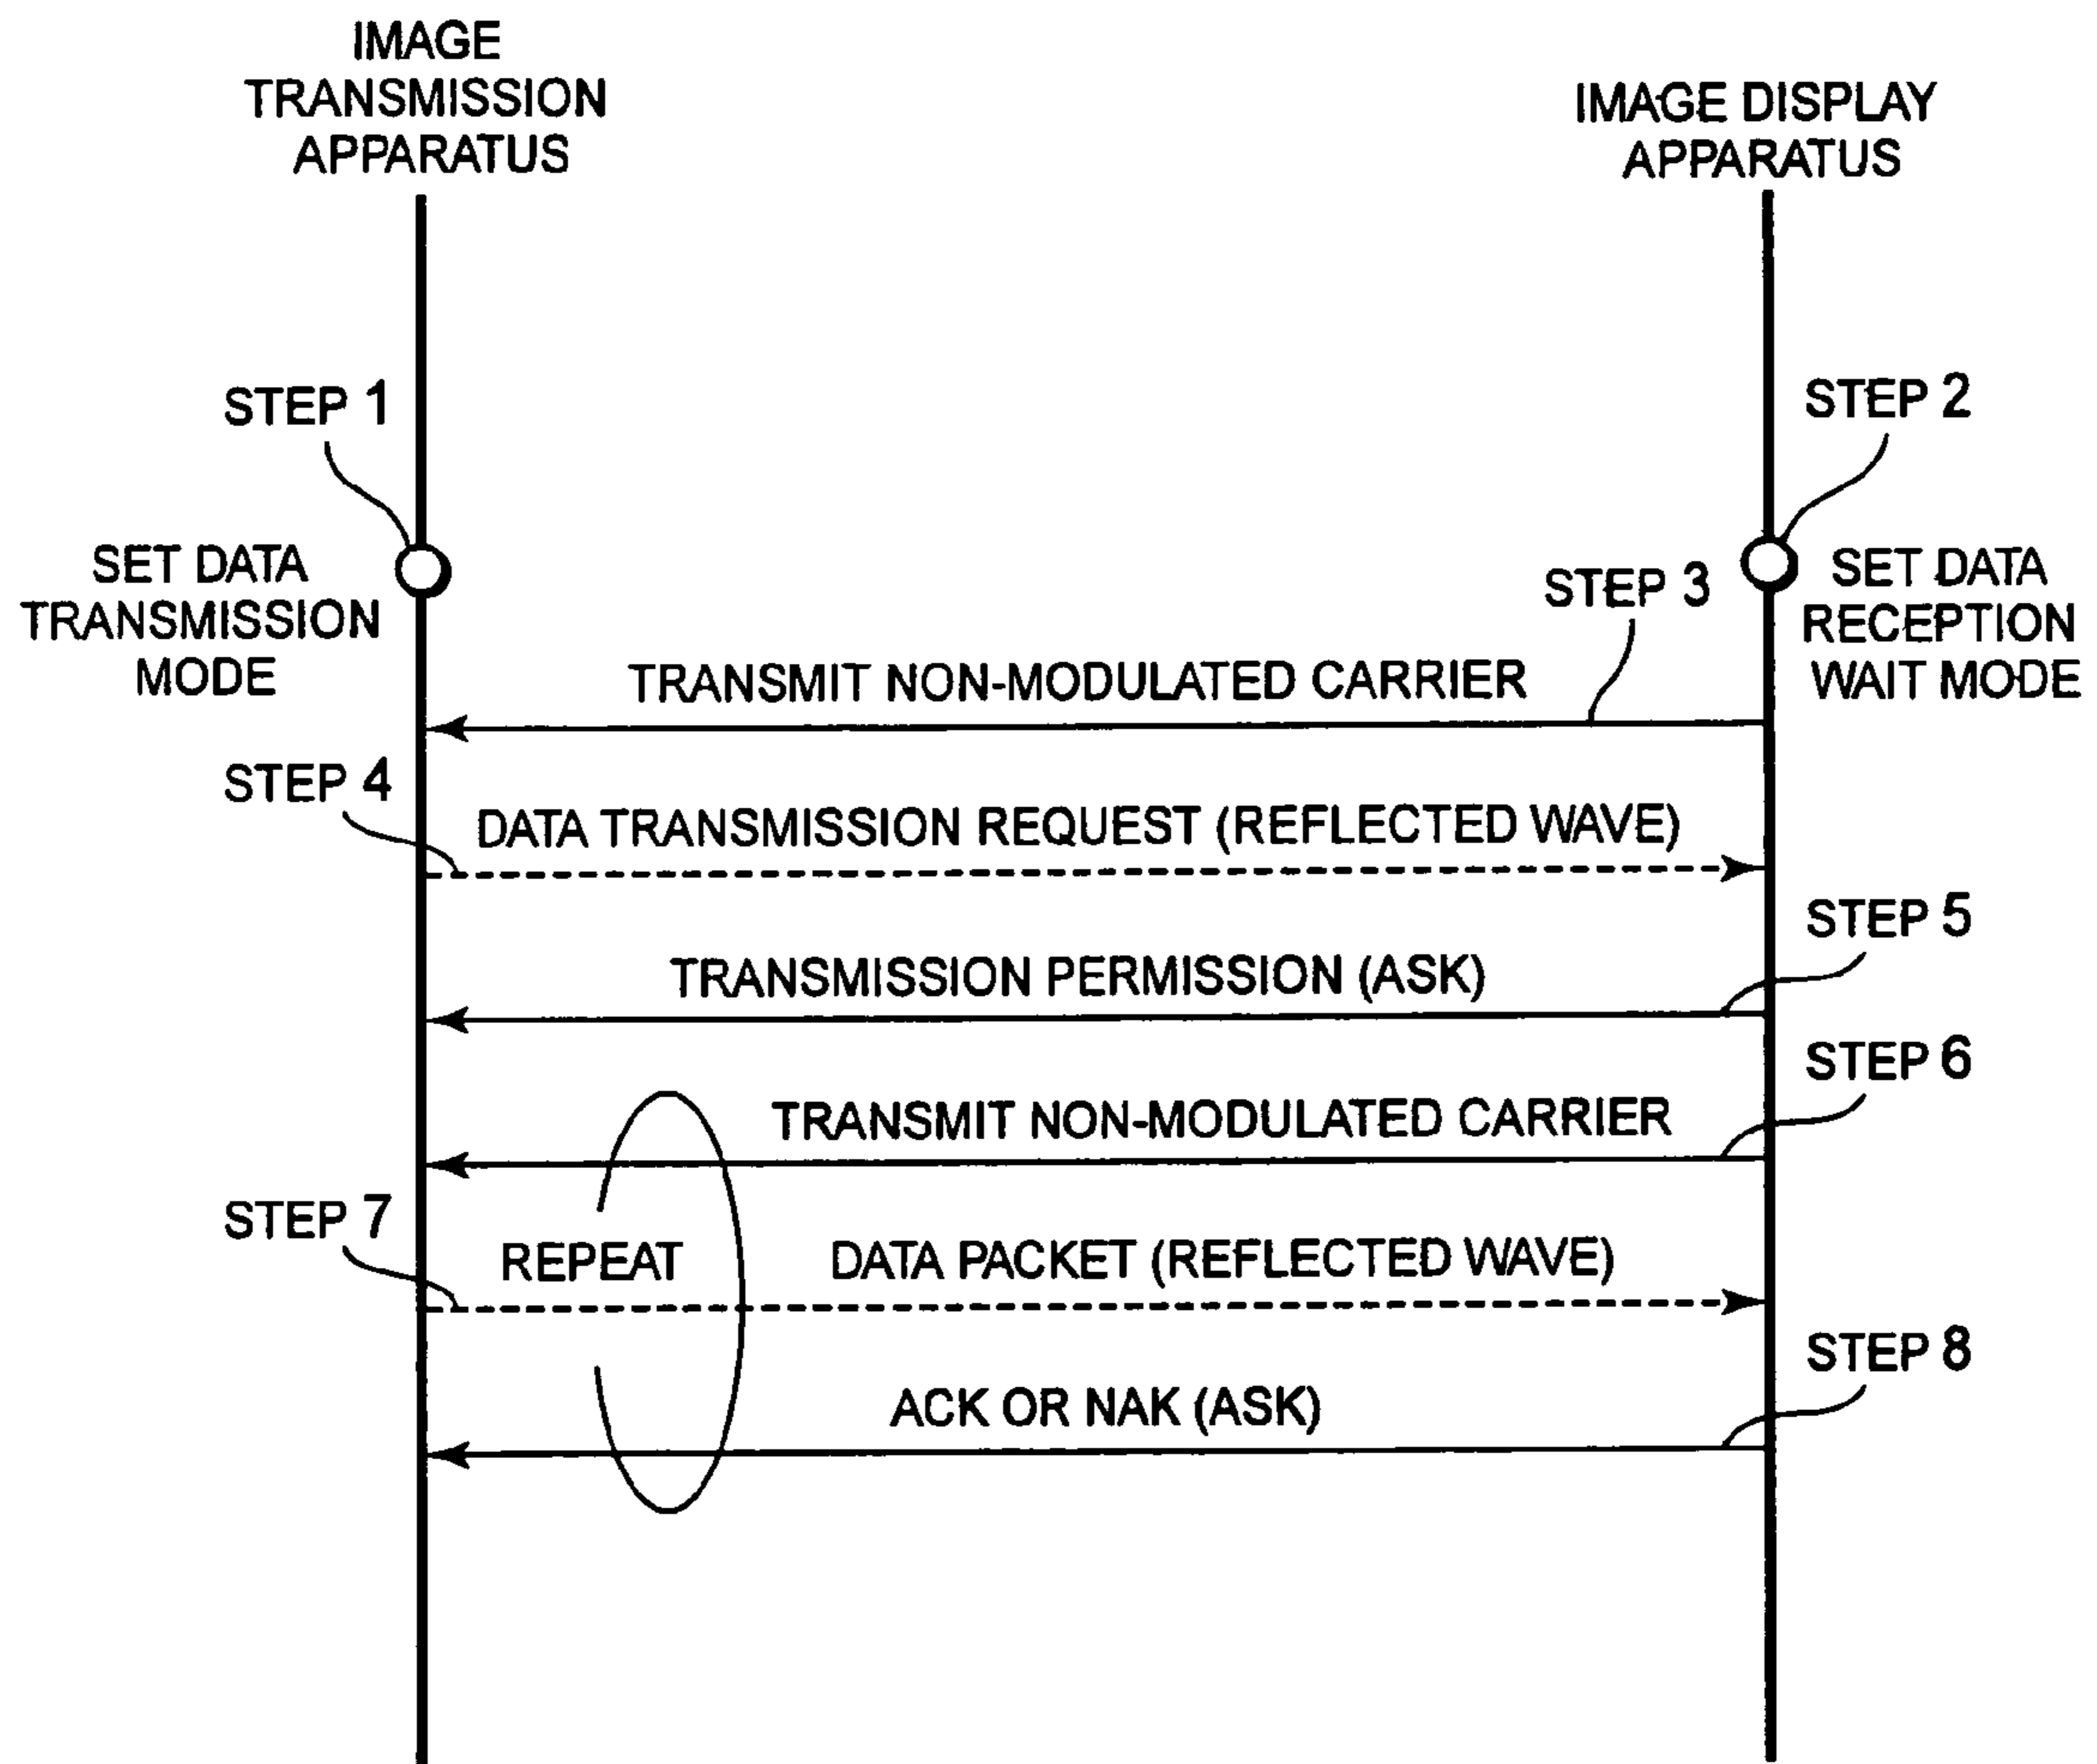 IMAGE
TRANSMISSION
APPARATUS
IMAGE DISPLAY
APPARATUS
STEP 1
STEP 2
SET DATA
TRANSMISSION
MODE
STEP 3
SET DATA
RECEPTION
WAIT MODE
TRANSMIT NON-MODULATED CARRIER
STEP 4
DATA TRANSMISSION REQUEST (REFLECTED WAVE)
STEP 5
TRANSMISSION PERMISSION (ASK)
STEP 6
TRANSMIT NON-MODULATED CARRIER
STEP 7
REPEAT
DATA PACKET (REFLECTED WAVE)
STEP 8
ACK OR NAK (ASK)